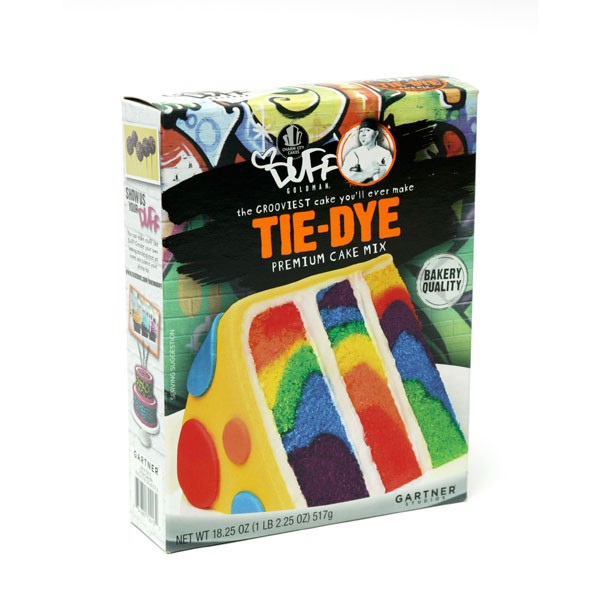 CHARM CITY
CAKES
DUFF
GOLDMAN
the GROOVIEST cake you'll ever make
TIE-DYE
PREMIUM CAKE MIX
BAKERY
QUALITY
SERVING SUGGESTION
GARTNER
STUDIOS
NET WT 18.25 OZ (1 LB 2.25 OZ) 517g
SHOW US
YOUR
Duff
GARTNER